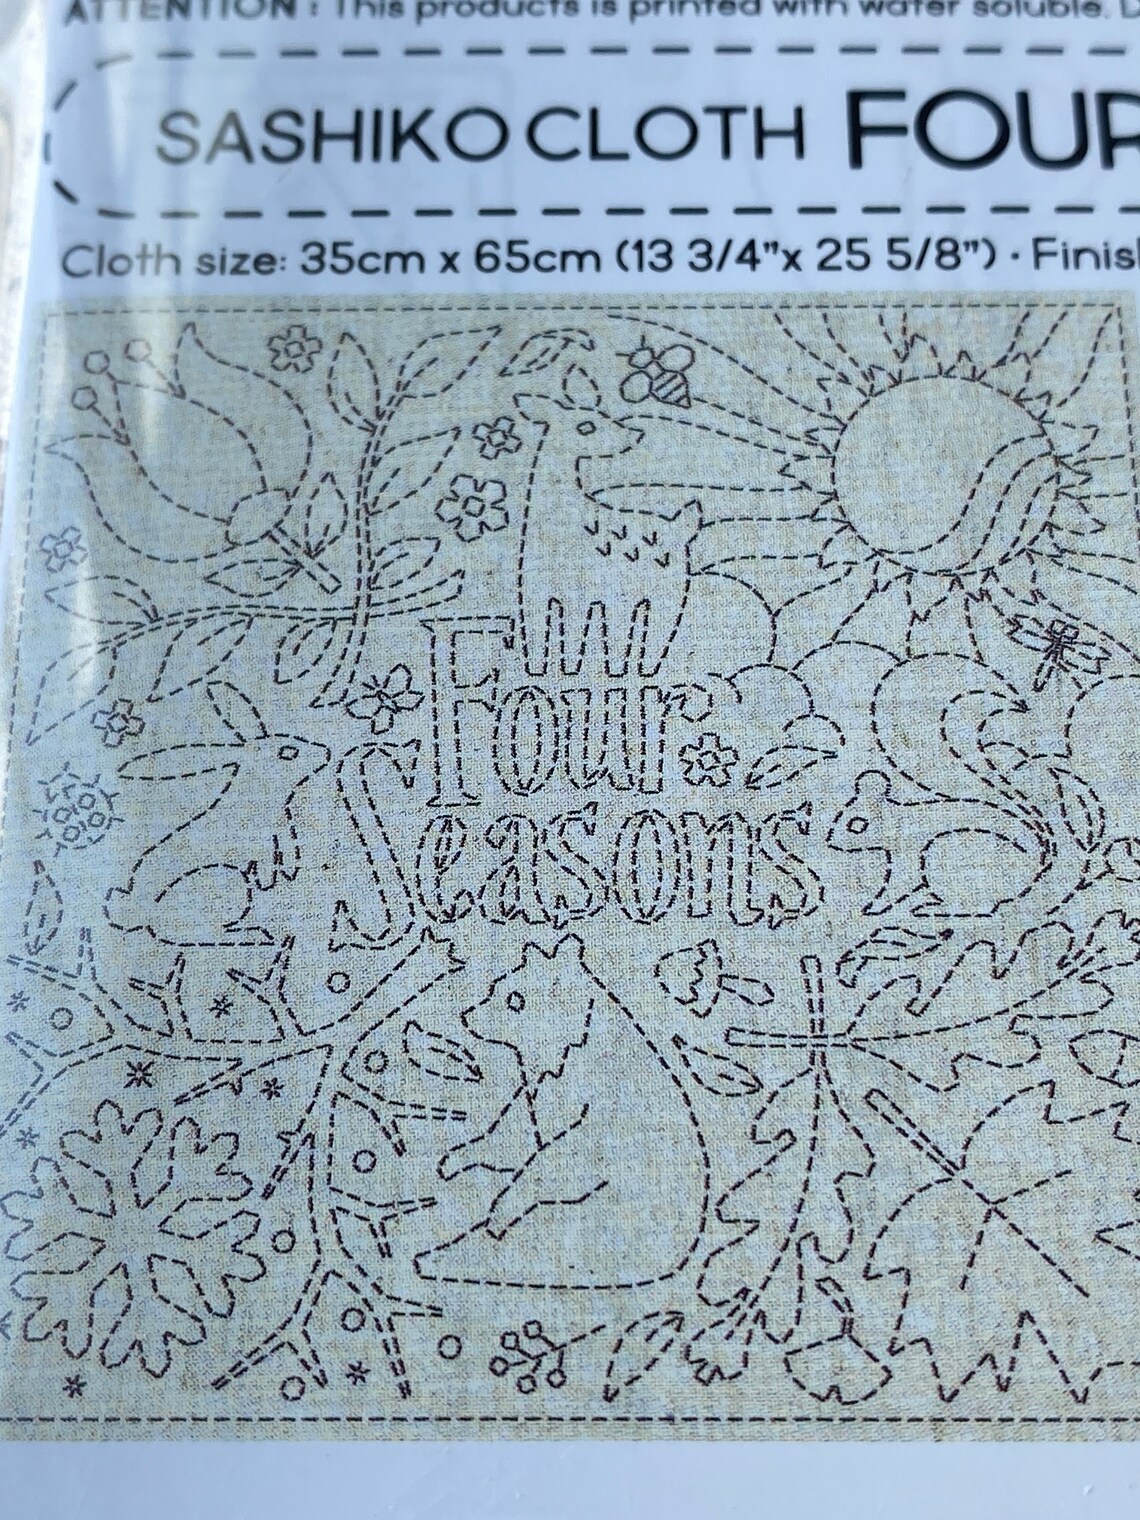 ATTENTION : This products is printed with water soluble. D
SASHIKO CLOTH FOUR
Cloth size: 35cm x 65cm (13 3/4"x 25 5/8") · Finis
Four
Seasons